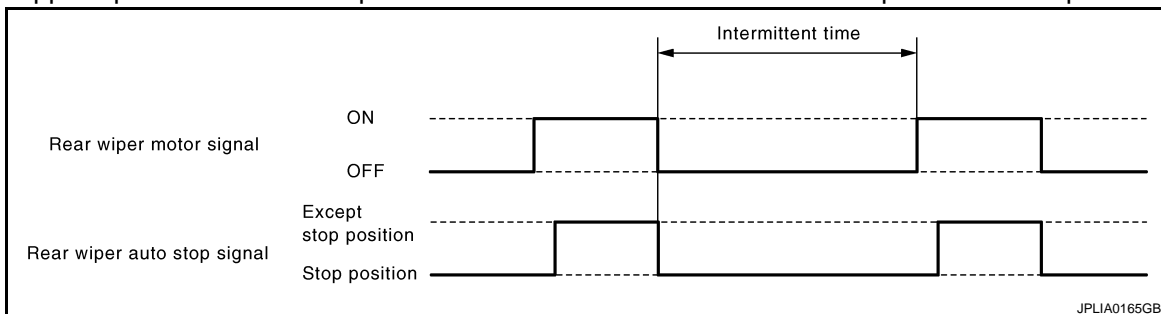 Intermittent time
ON
Rear wiper motor signal
OFF
Except
stop position
Rear wiper auto stop signal
Stop position
JPLIA0165GB